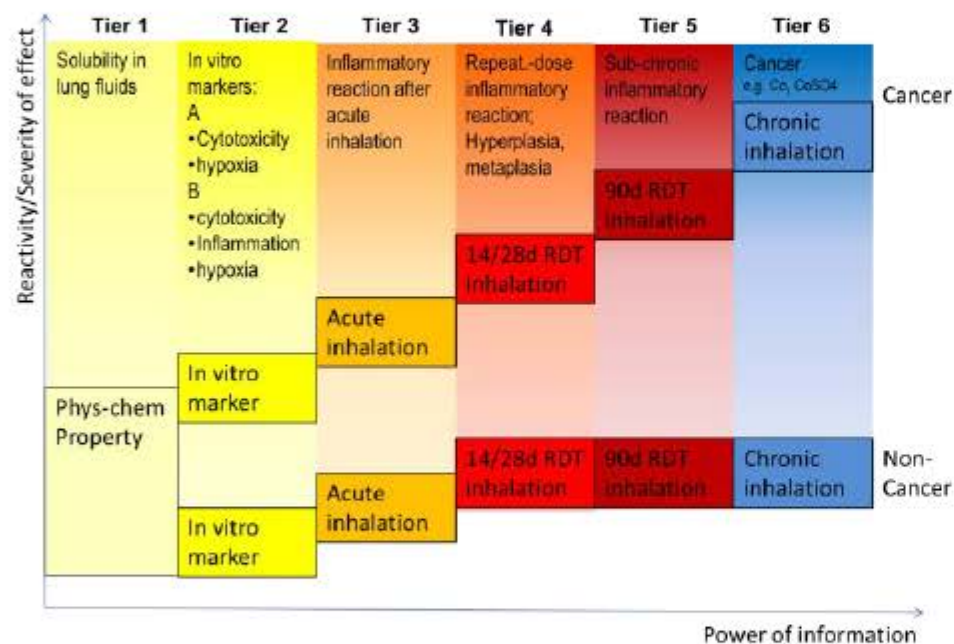 Tier 1
Tier 2
Tier 3
Tier 4
Tier 5
Tier 6
Solubility in
lung fluids
In vitro
markers:
A
•Cytotoxicity
•hypoxia
B
•cytotoxicity
•Inflammation
•hypoxia
Inflammatory
reaction after
acute
inhalation
Repeat.-dose
inflammatory
reaction;
Hyperplasia,
metaplasia
Sub-chronic
inflammatory
reaction
Cancer
e.g. Co, CoSO4
Chronic
inhalation
Cancer
90d RDT
inhalation
14/28d RDT
inhalation
Acute
inhalation
In vitro
marker
Phys-chem
Property
In vitro
marker
Acute
inhalation
14/28d RDT
inhalation
90d RDT
inhalation
Chronic
inhalation
Non-
Cancer
Reactivity/Severity of effect
Power of information